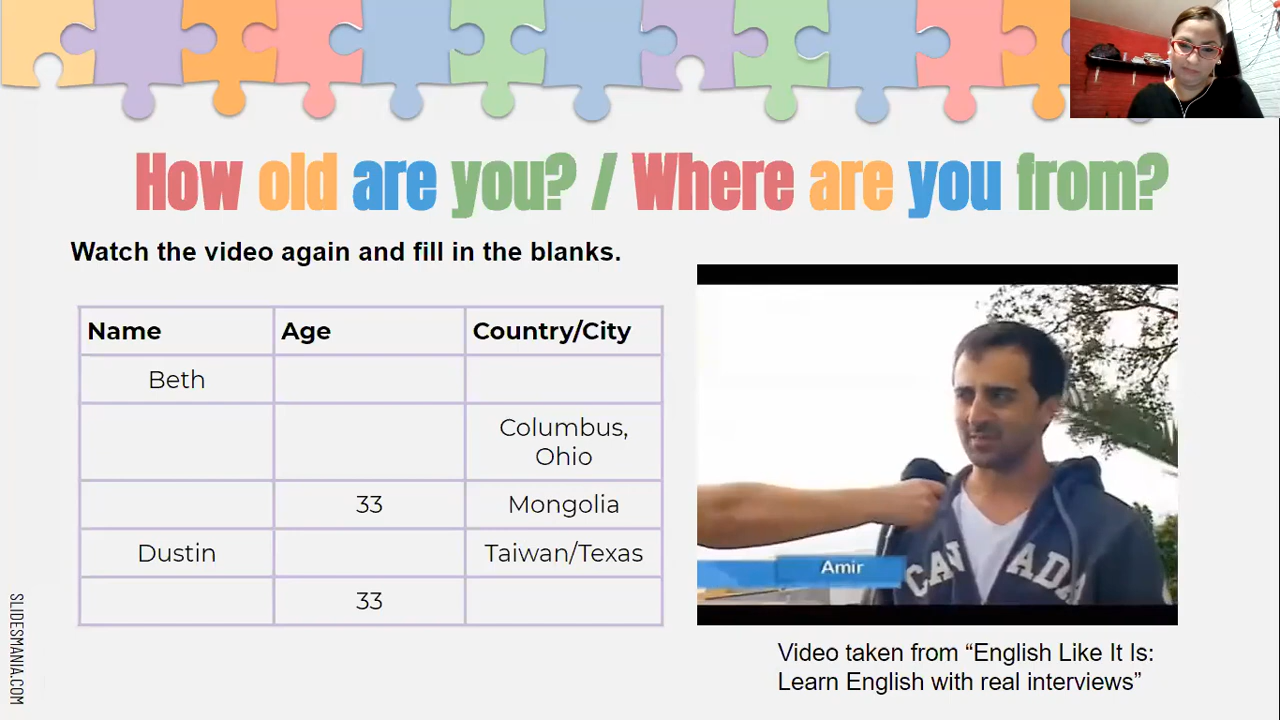 How old are you? / Where are you from?
Watch the video again and fill in the blanks.
Name Age Country/City
Beth
Columbus,
Ohio
33 Mongolia
Dustin Taiwan/Texas
33
CANADA
Amir
Video taken from “English Like It Is:
Learn English with real interviews”
SLIDESMANIA.COM